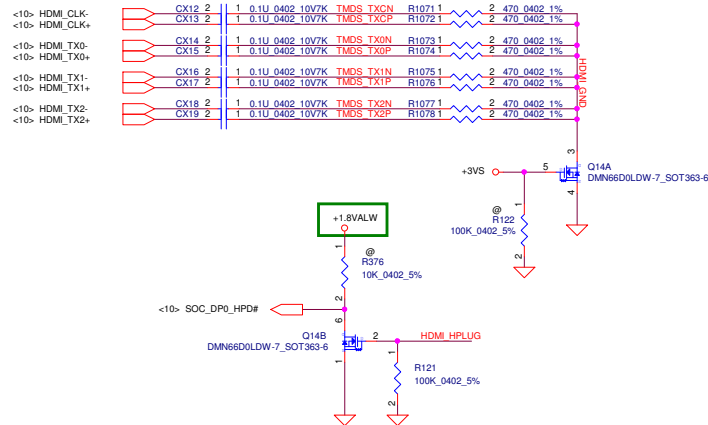 <10> HDMI_CLK- CX12 2 1 0.1U_0402_10V7K TMDS_TXCN R1071 1 2 470_0402_1%
<10> HDMI_CLK+ CX13 2 1 0.1U_0402_10V7K TMDS_TXCP R1072 1 2 470_0402_1%
<10> HDMI_TX0- CX14 2 1 0.1U_0402_10V7K TMDS_TX0N R1073 1 2 470_0402_1%
<10> HDMI_TX0+ CX15 2 1 0.1U_0402_10V7K TMDS_TX0P R1074 1 2 470_0402_1%
<10> HDMI_TX1- CX16 2 1 0.1U_0402_10V7K TMDS_TX1N R1075 1 2 470_0402_1%
<10> HDMI_TX1+ CX17 2 1 0.1U_0402_10V7K TMDS_TX1P R1076 1 2 470_0402_1%
<10> HDMI_TX2- CX18 2 1 0.1U_0402_10V7K TMDS_TX2N R1077 1 2 470_0402_1%
<10> HDMI_TX2+ CX19 2 1 0.1U_0402_10V7K TMDS_TX2P R1078 1 2 470_0402_1%
HDMI_GND
3
Q14A
+3VS 5
DMN66D0LDW-7_SOT363-6
4
1
@
R122
100K_0402_5%
2
+1.8VALW
1
@
R376
10K_0402_5%
2
<10> SOC_DP0_HPD#
6
Q14B
2 HDMI_HPLUG
DMN66D0LDW-7_SOT363-6
1
1
R121
100K_0402_5%
2